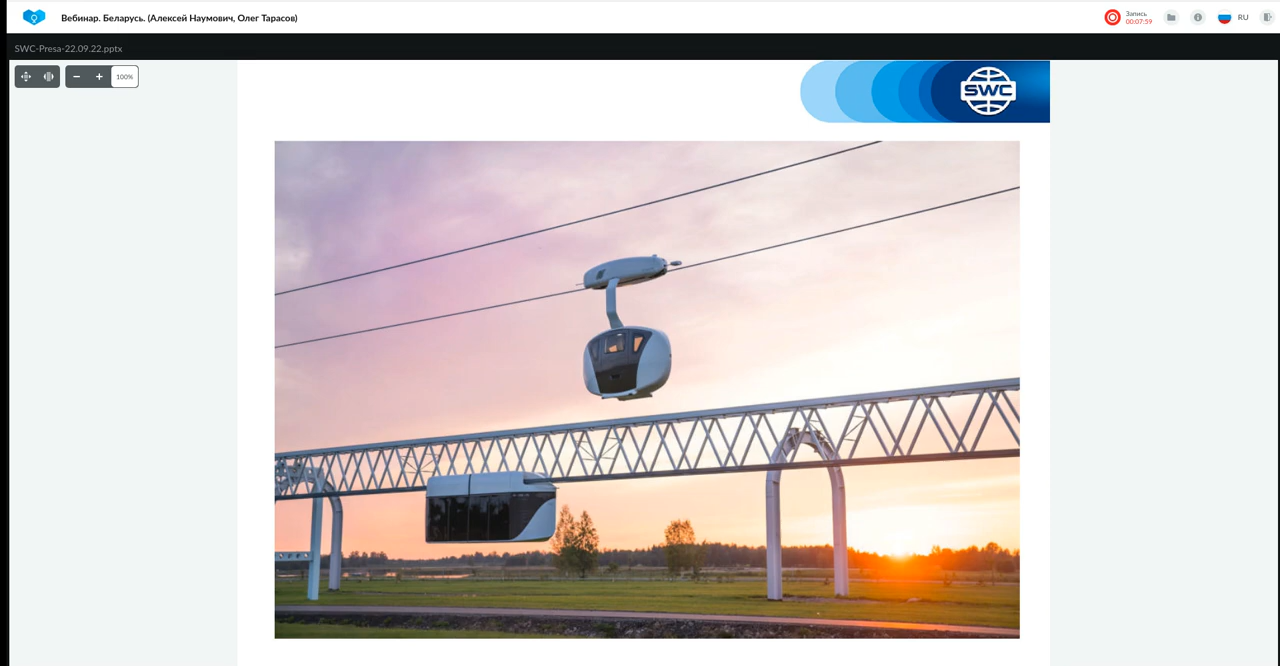 Вебинар. Беларусь. (Алексей Наумович, Олег Тарасов)
Запись
00:07:59
RU
SWC-Presa-22.09.22.pptx
100%
SWC